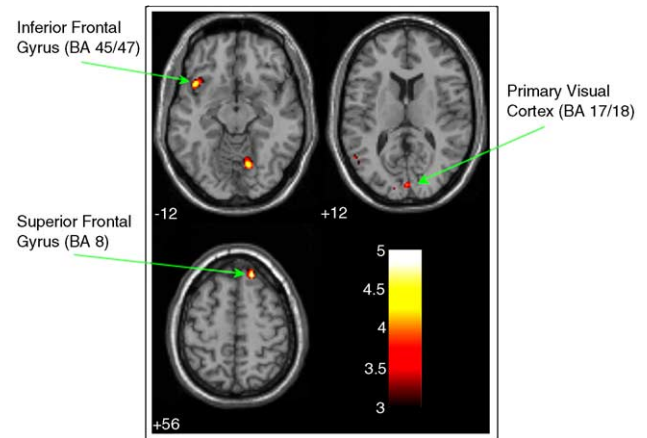 Inferior Frontal
Gyrus (BA 45/47)
Primary Visual
Cortex (BA 17/18)
-12
+12
Superior Frontal
Gyrus (BA 8)
5
4.5
4
3.5
3
+56